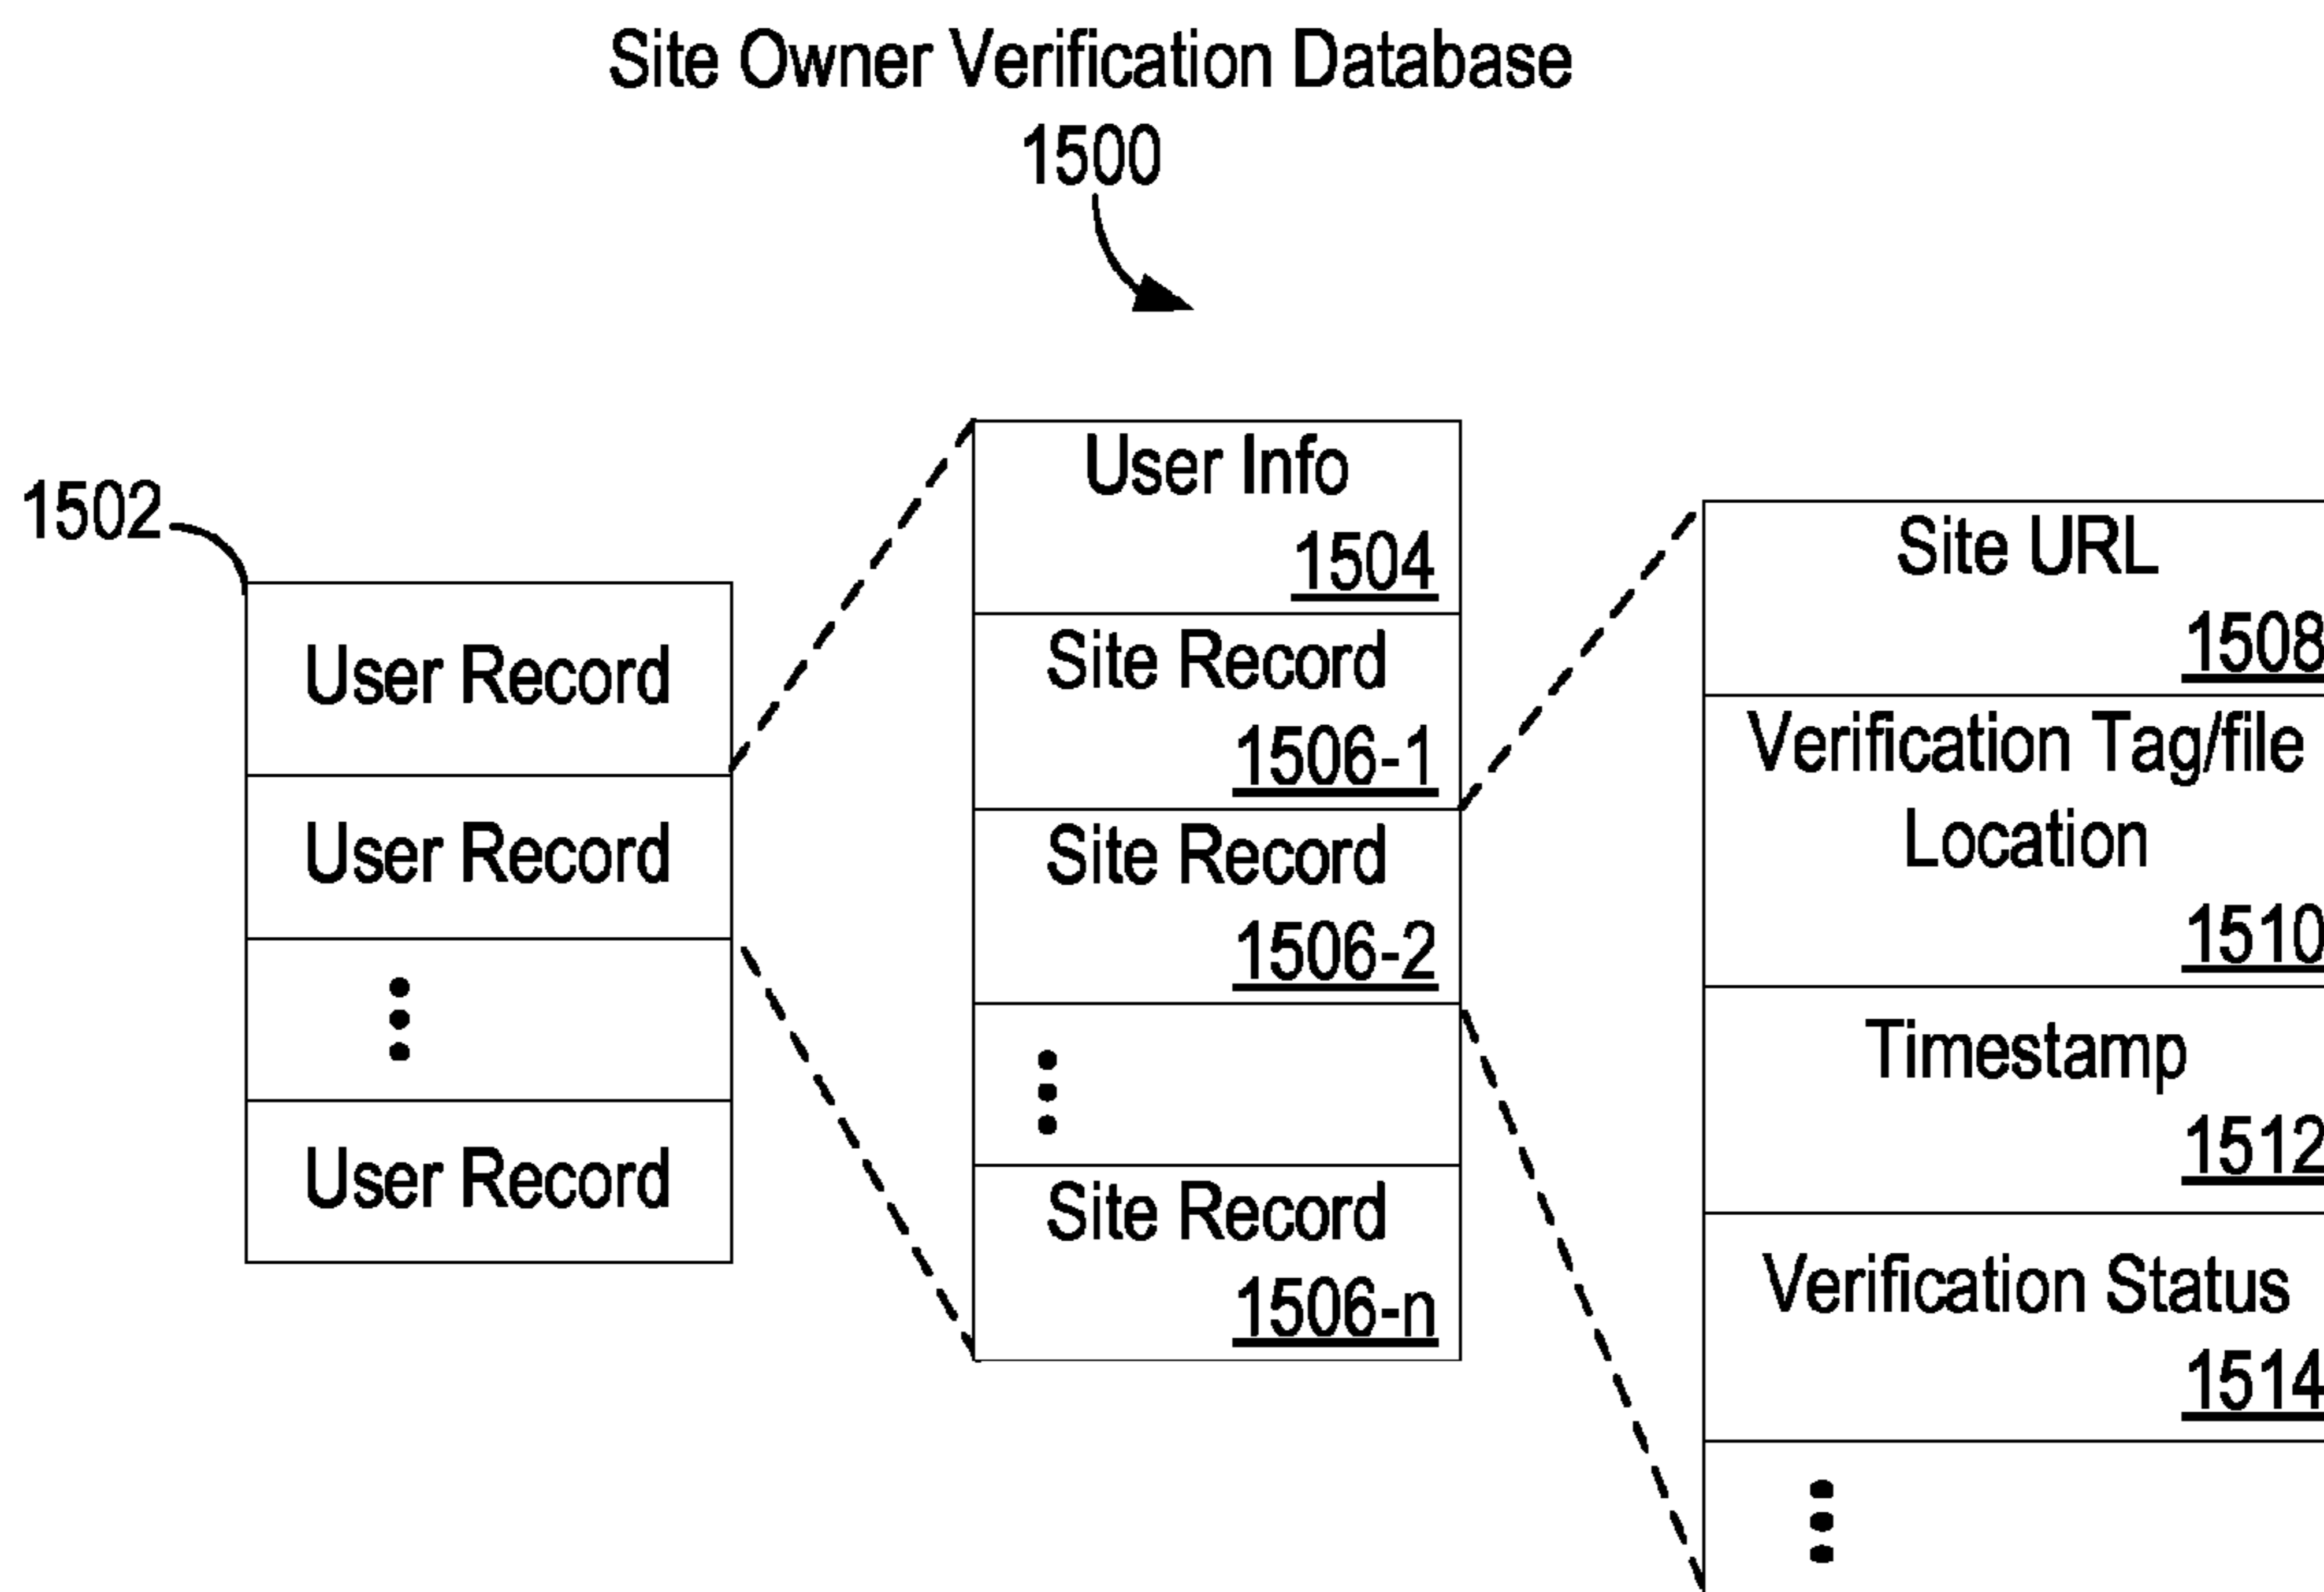 Site Owner Verification Database
1500
1502
User Record
User Record
User Record
User Info
1504
Site Record
1506-1
Site Record
1506-2
Site Record
1506-n
Site URL
1508
Verification Tag/file
Location
1510
Timestamp
1512
Verification Status
1514